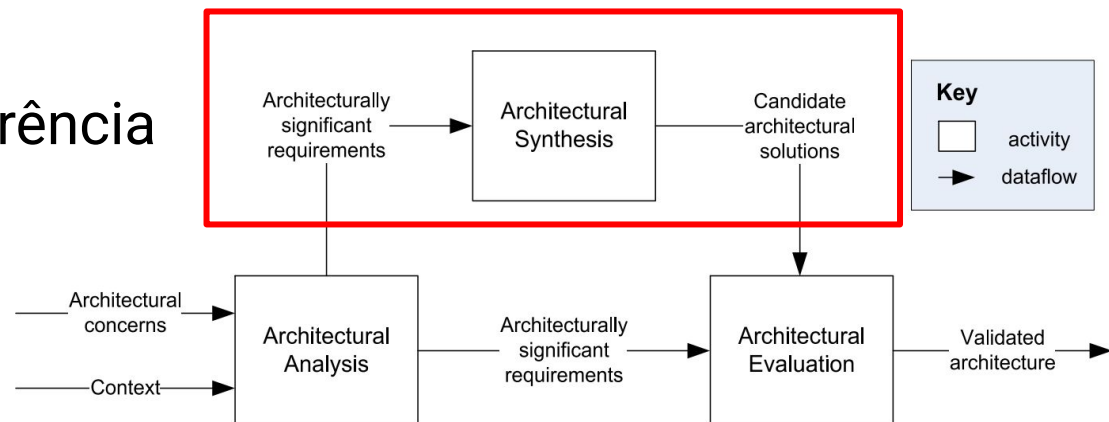 rência
Architecturally
significant
requirements
Architectural
Synthesis
Candidate
architectural
solutions
Key
activity
dataflow
Architectural
concerns
Context
Architectural
Analysis
Architecturally
significant
requirements
Architectural
Evaluation
Validated
architecture